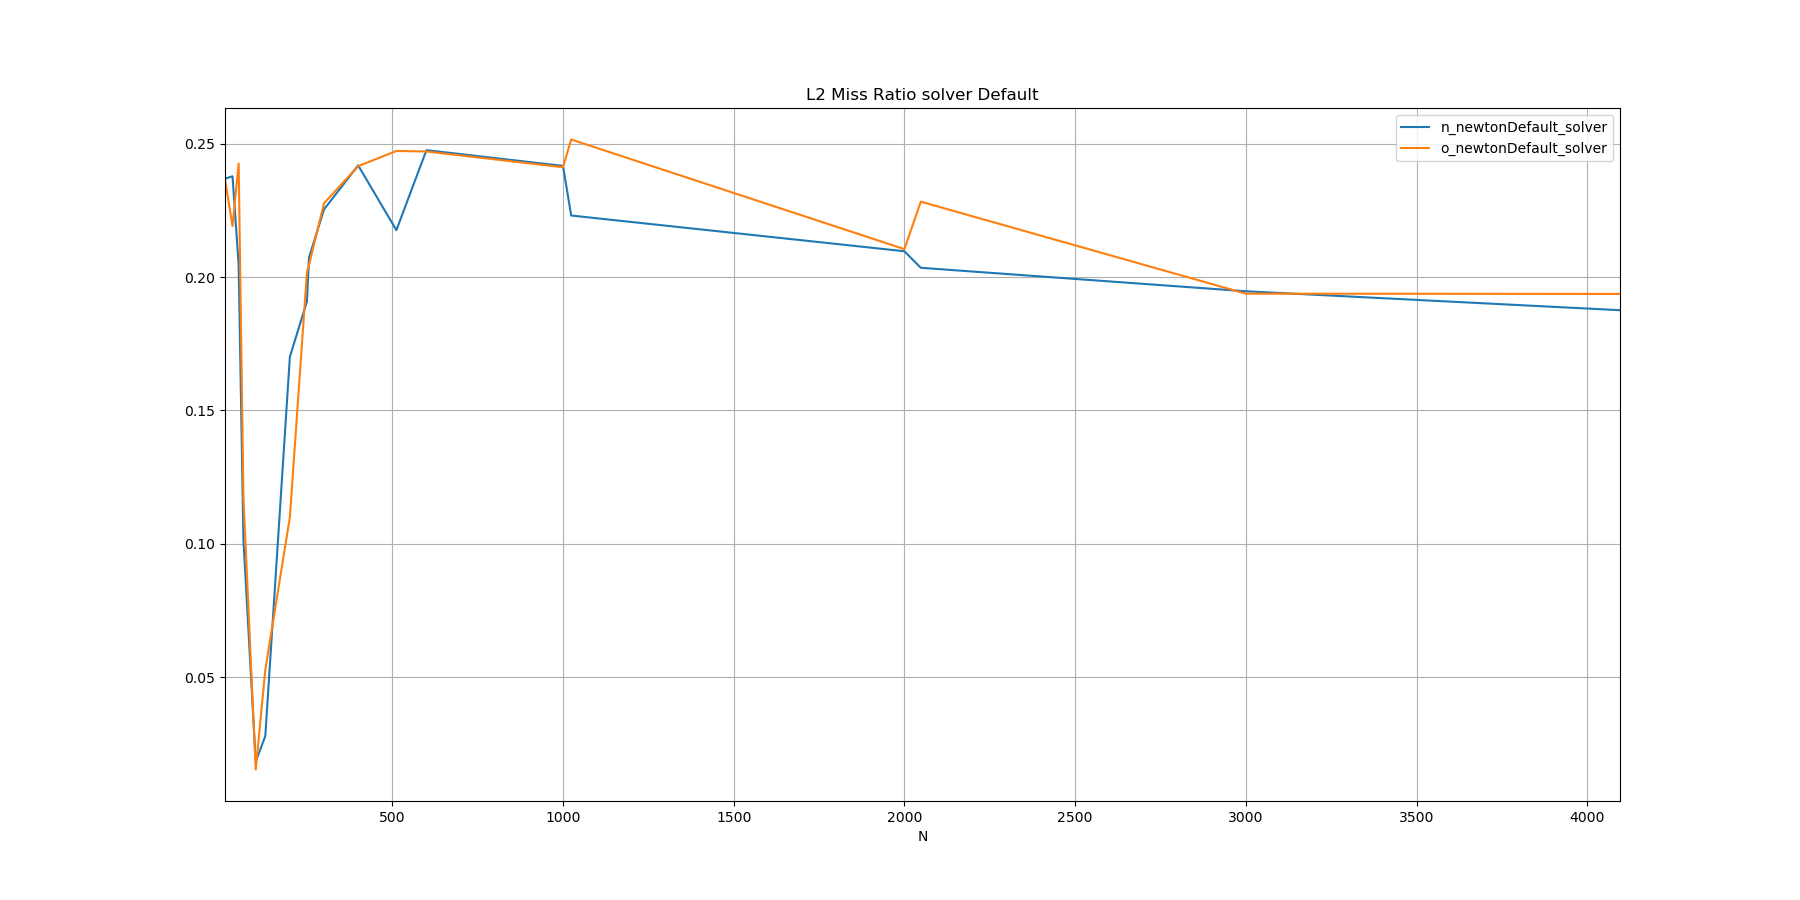 L2 Miss Ratio solver Default
n_newtonDefault_solver
o_newtonDefault_solver
0.25
0.20
0.15
0.10
0.05
500 1000 1500 2000 2500 3000 3500 4000
N